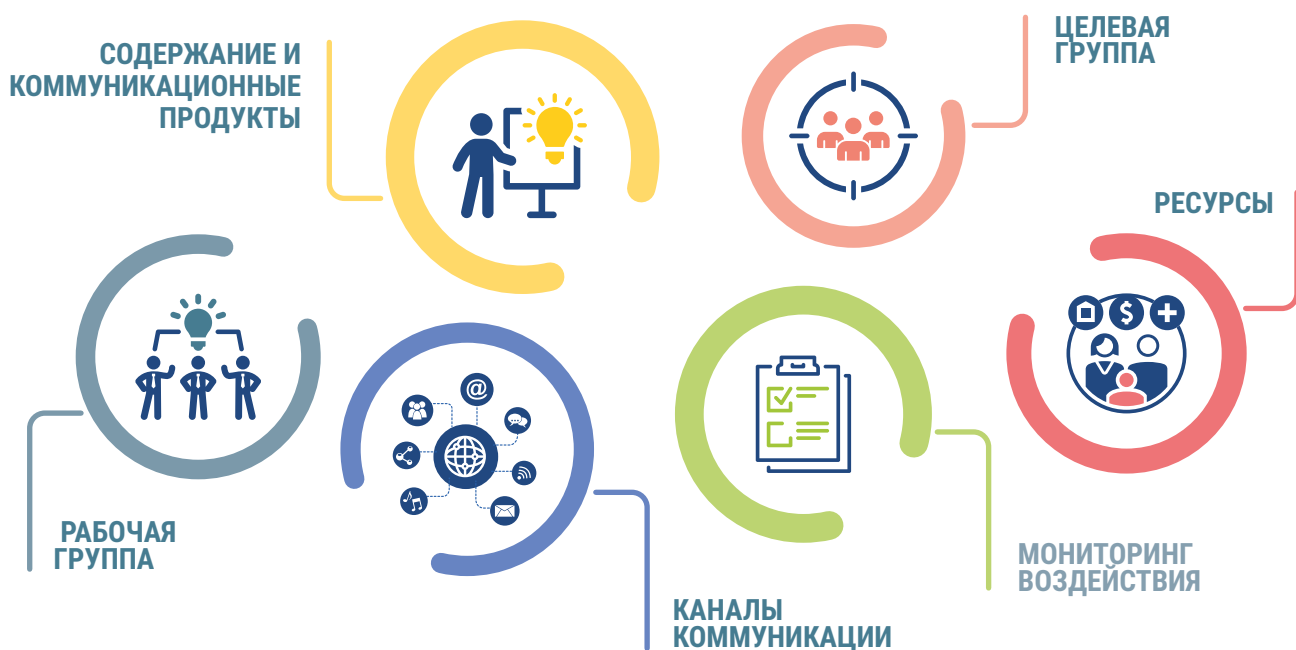 СОДЕРЖАНИЕ И
КОММУНИКАЦИОННЫЕ
ПРОДУКТЫ
ЦЕЛЕВАЯ
ГРУППА
РЕСУРСЫ
РАБОЧАЯ
ГРУППА
КАНАЛЫ
КОММУНИКАЦИИ
МОНИТОРИНГ
ВОЗДЕЙСТВИЯ